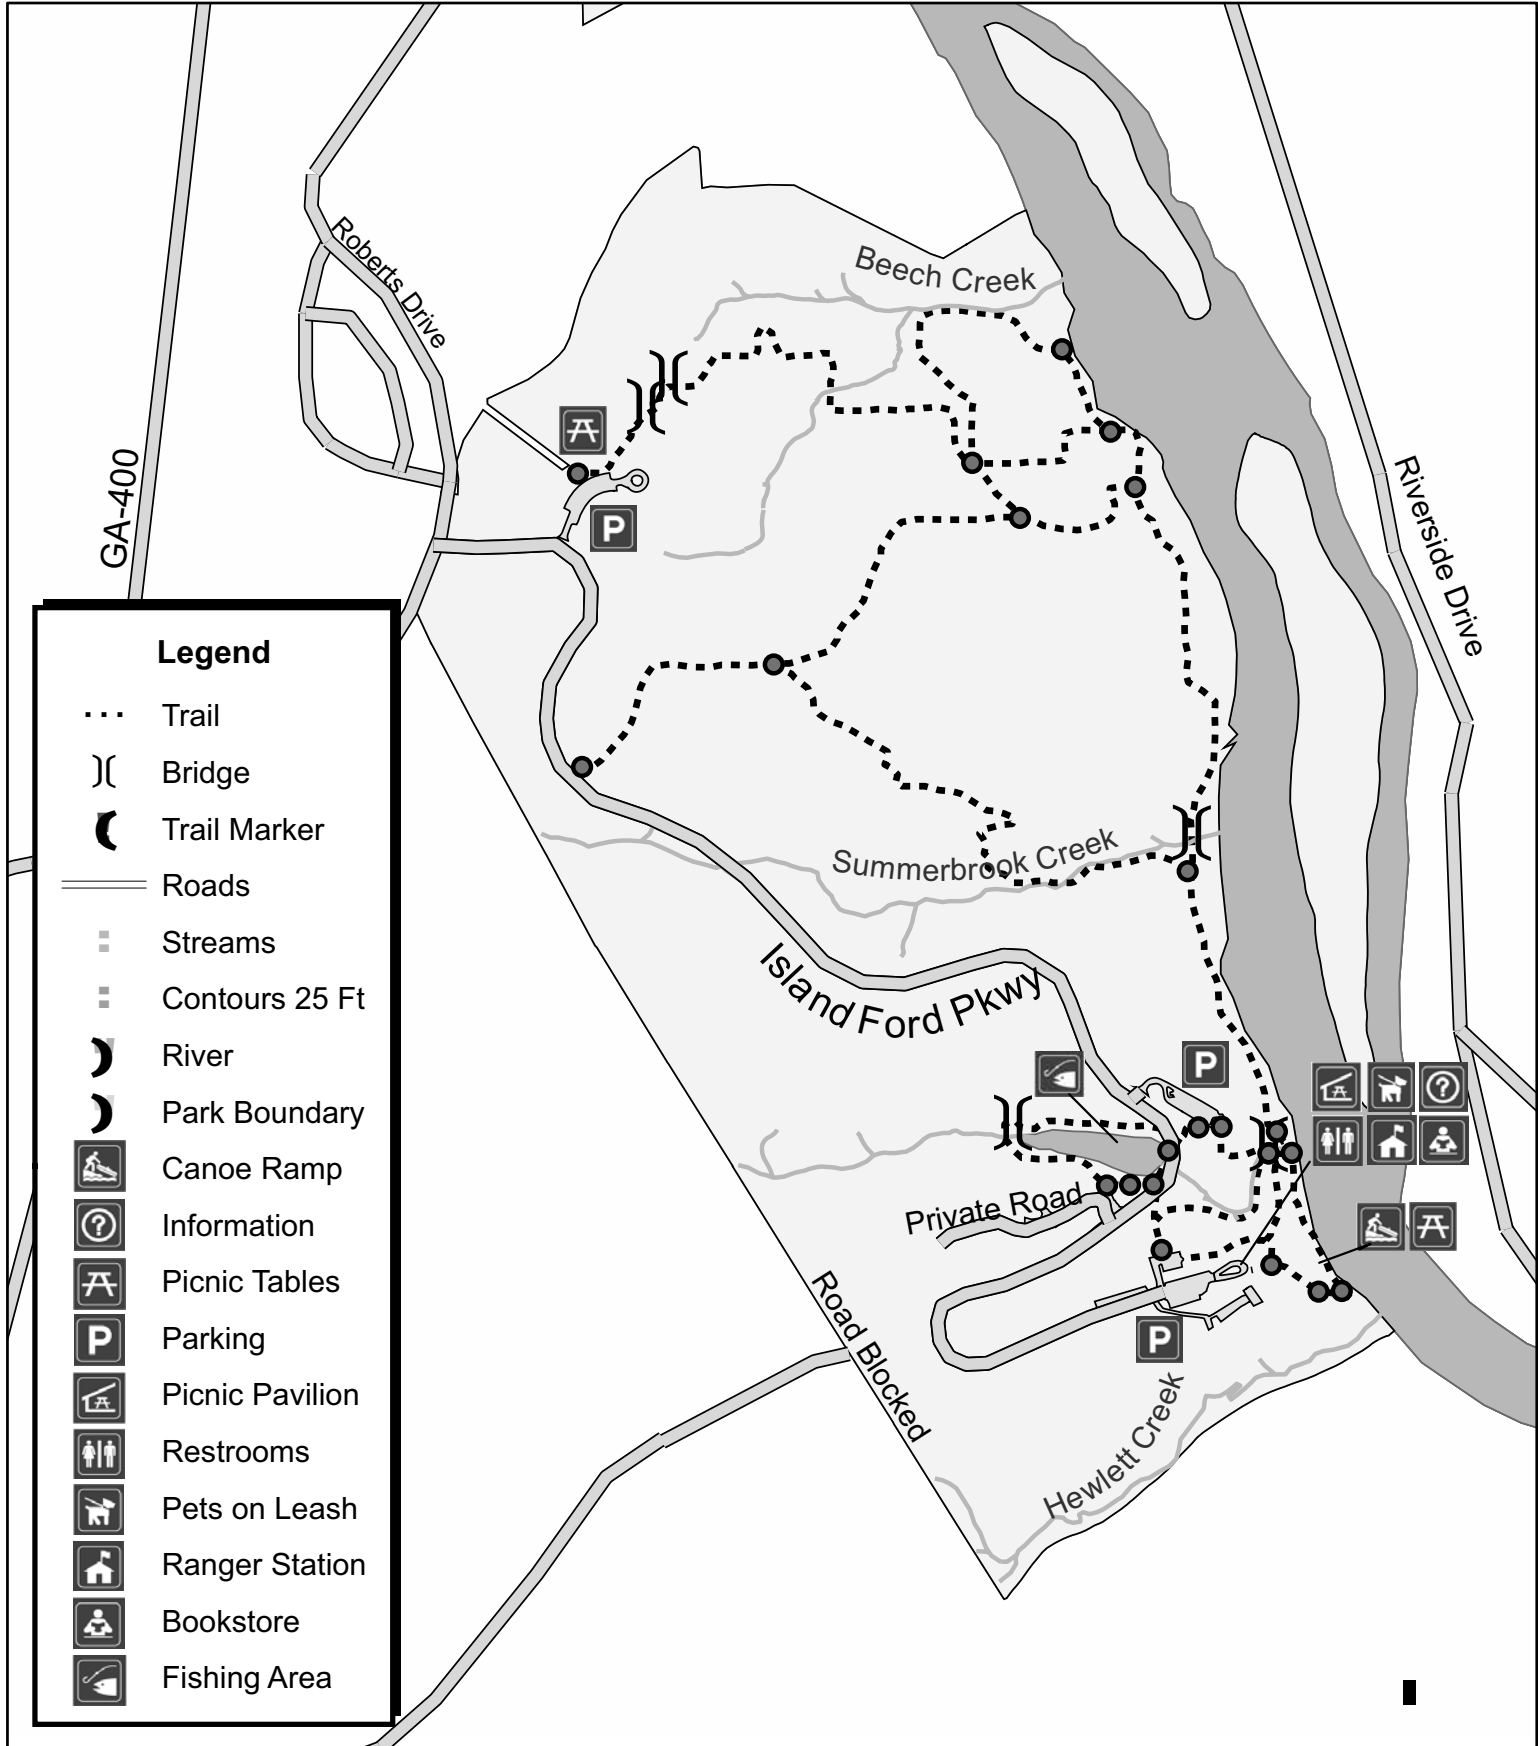 Beech Creek
Roberts Drive
GA-400
P
Riverside Drive
Legend
Trail
Bridge
Trail Marker
Roads
Streams
Contours 25 Ft
River
Park Boundary
Canoe Ramp
? Information
Picnic Tables
P Parking
Picnic Pavilion
Restrooms
Pets on Leash
Ranger Station
Bookstore
Fishing Area
Summerbrook Creek
Island Ford Pkwy
P
?
Private Road
Road Blocked
P
Hewlett Creek